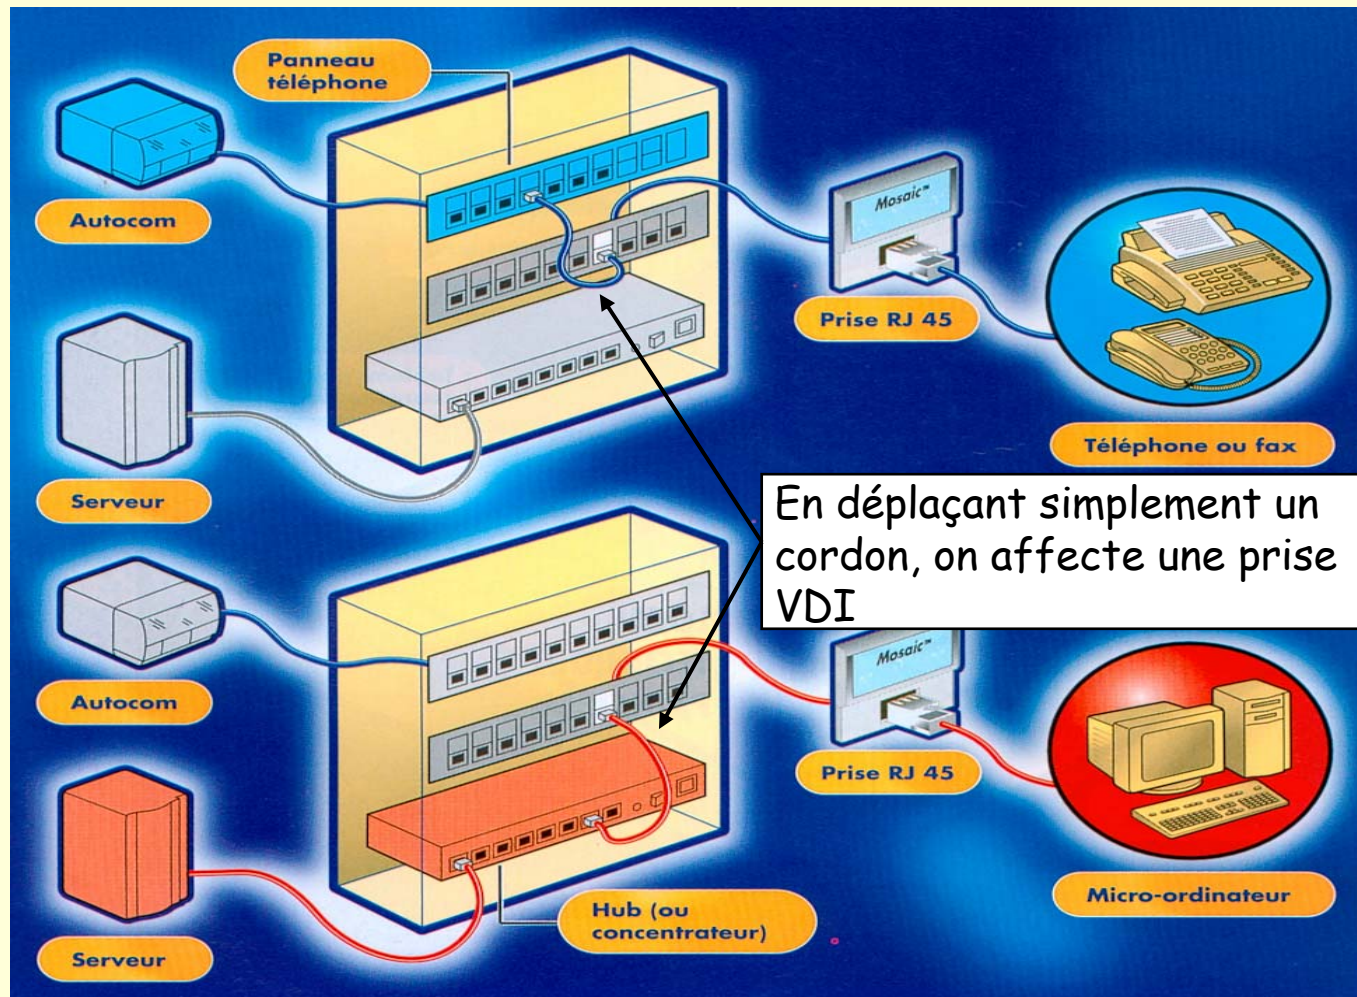 Panneau
téléphone
Autocom
Mosaic™
Prise RJ 45
Téléphone ou fax
Serveur
En déplaçant simplement un
cordon, on affecte une prise
VDI
Autocom
Mosaic™
Prise RJ 45
Micro-ordinateur
Hub (ou
concentrateur)
Serveur